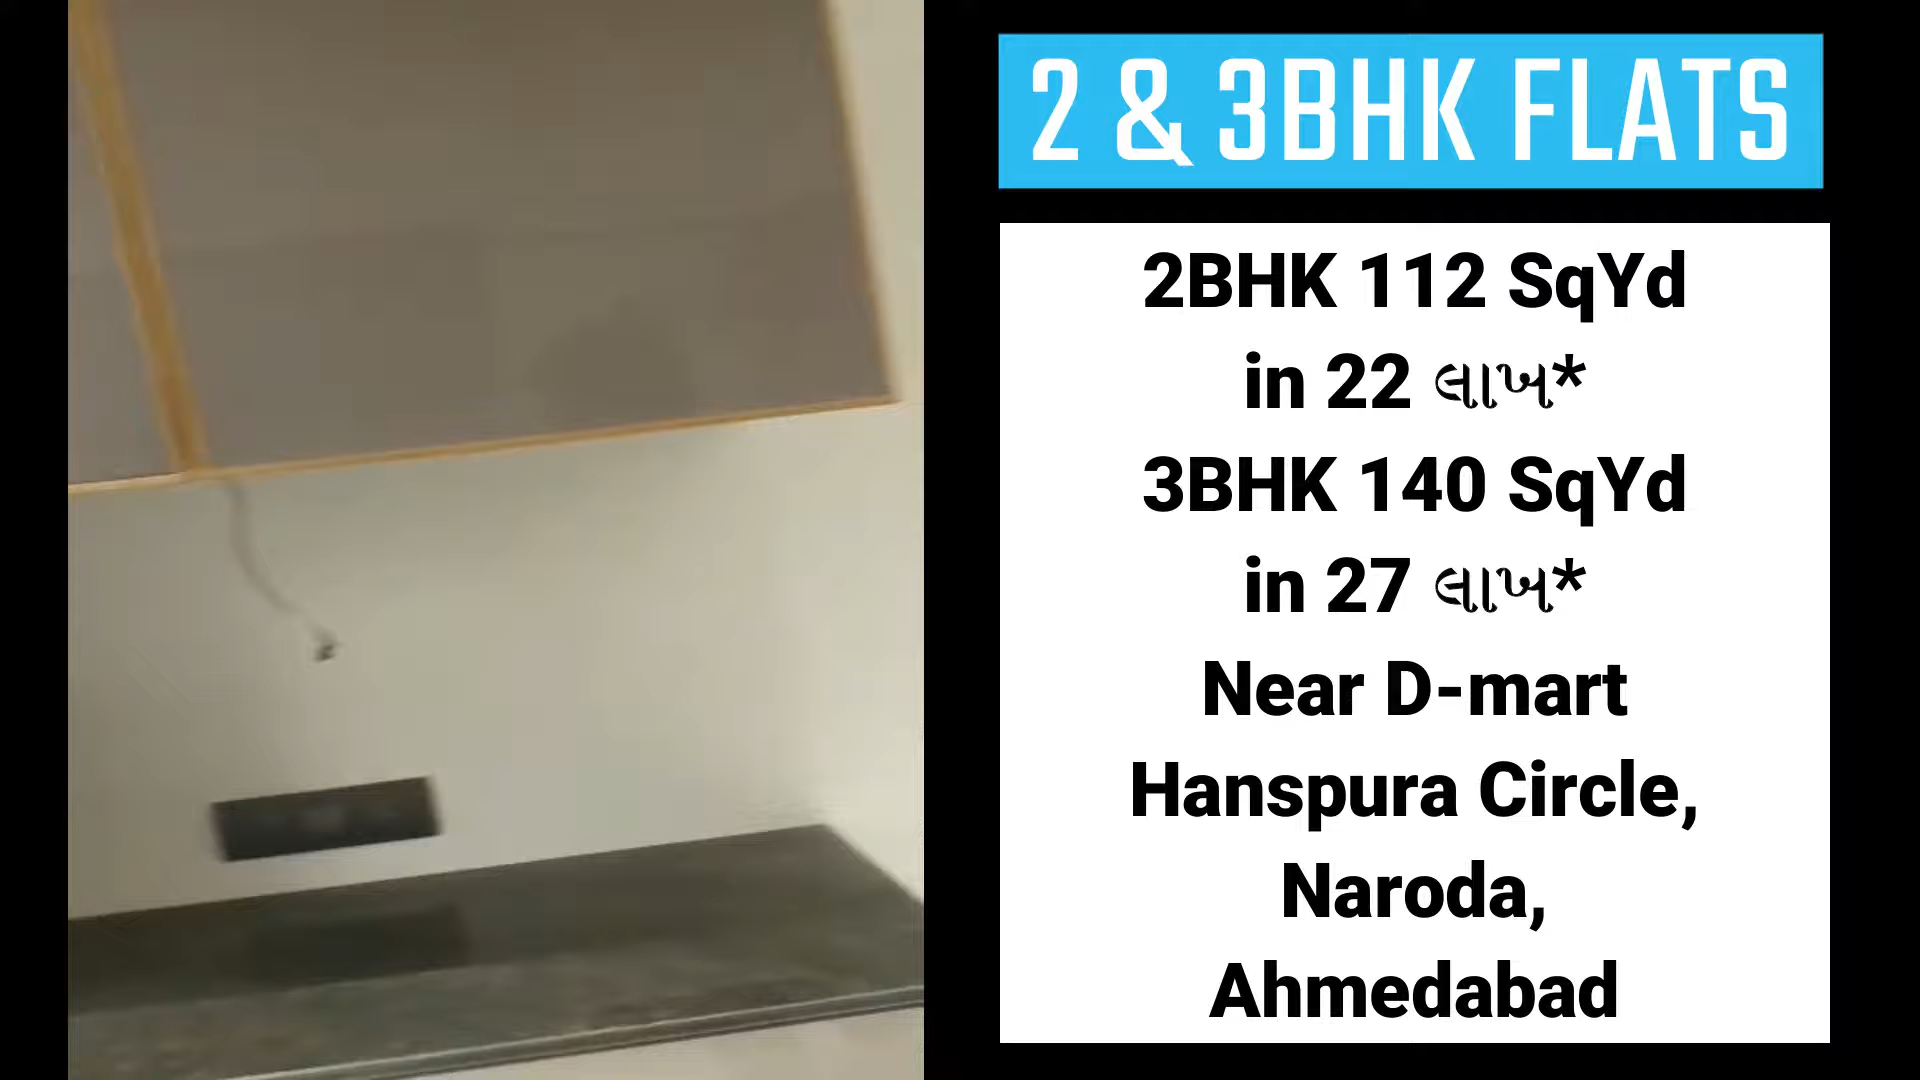 2 & 3BHK FLATS
2BHK 112 SqYd
in 22 લાખ*
3BHK 140 SqYd
in 27 લાખ*
Near D-mart
Hanspura Circle,
Naroda,
Ahmedabad